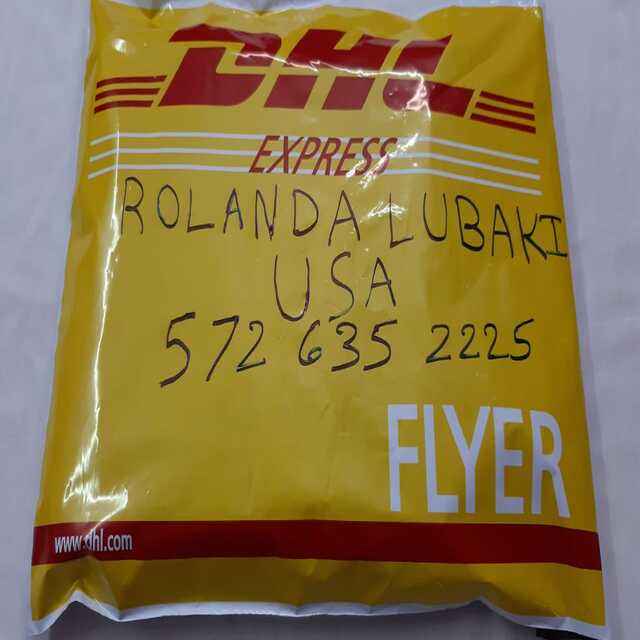 DHL
EXPRESS
ROLANDA LUBAKI
USA
572 635 2225
FLYER
www.dhl.com